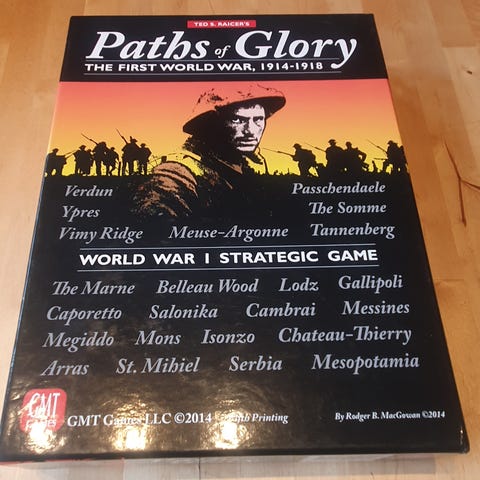 TED S. RAICER'S
Paths of Glory
THE FIRST WORLD WAR, 1914-1918
Verdun Passchendaele
Ypres The Somme
Vimy Ridge Meuse-Argonne Tannenberg
WORLD WAR I STRATEGIC GAME
The Marne Belleau Wood Lodz Gallipoli
Caporetto Salonika Cambrai Messines
Megiddo Mons Isonzo Chateau-Thierry
Arras St. Mihiel Serbia Mesopotamia
GMT
Games
GMT Games LLC ©2014 Printing
By Rodger B. MacGowan ©2014